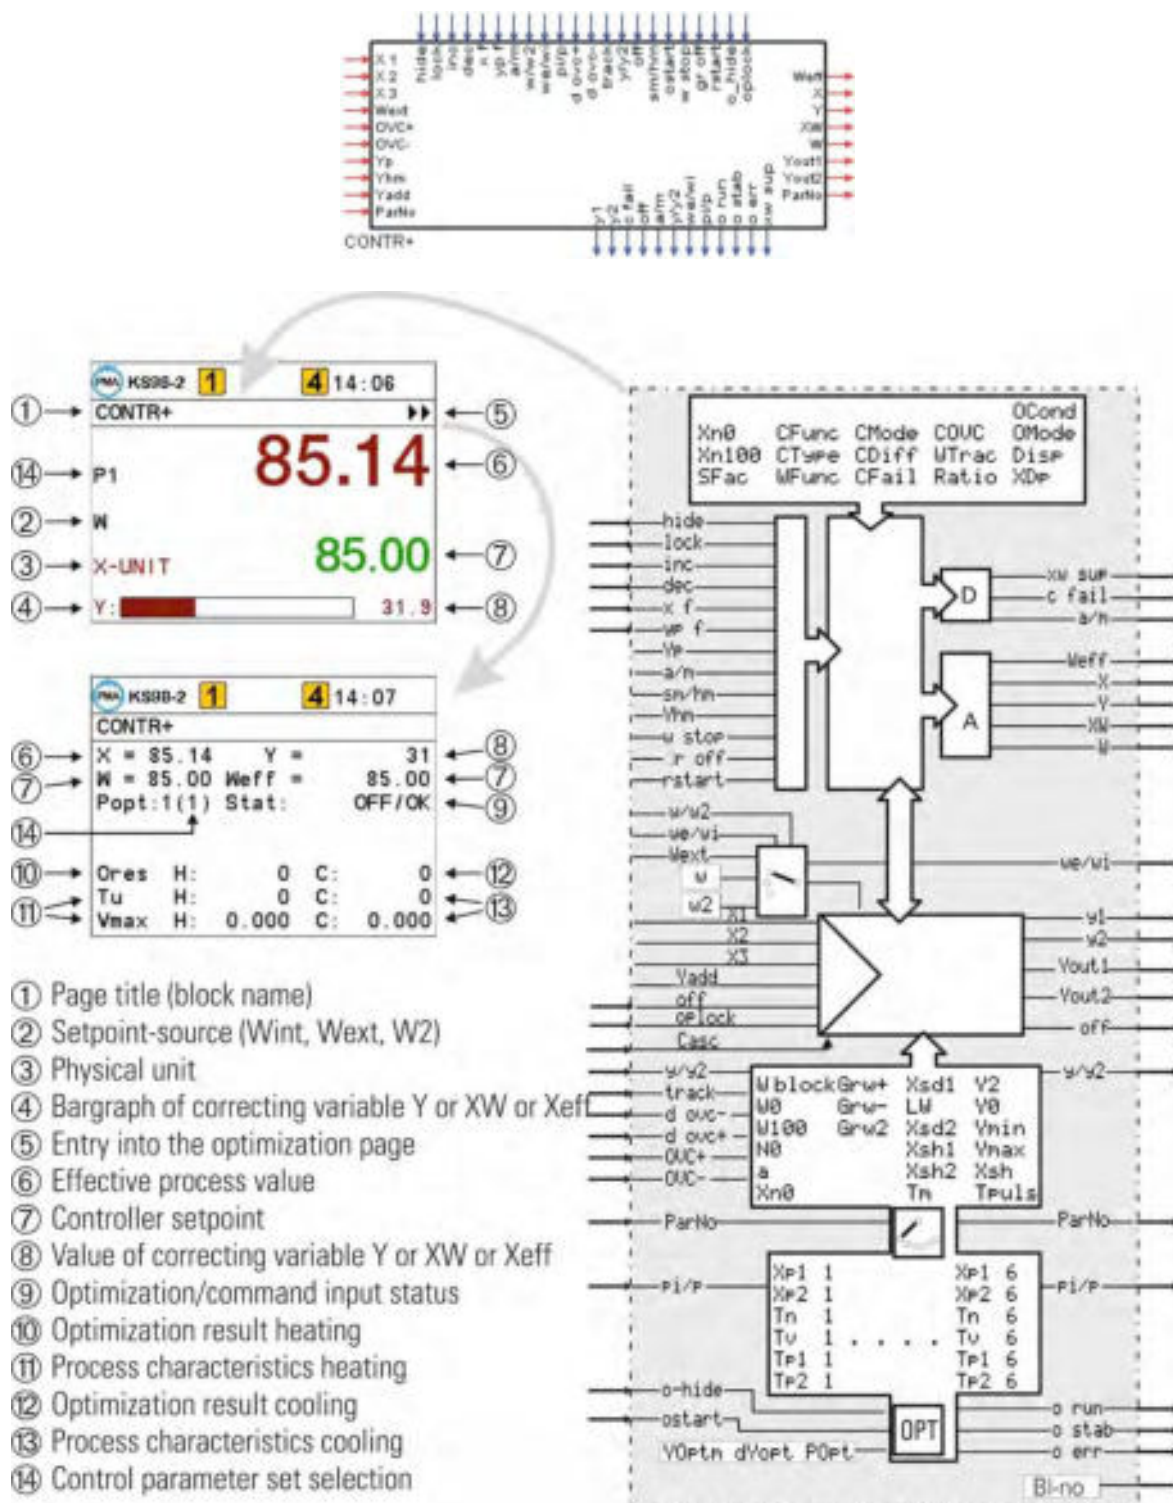 hide
lock
inc
dec
x f
yp f
a/m
w/w2
we/wi
pi/p
d ovc+
d ovc-
track
y/y2
off
sm/hm
ostart
w stop
gr off
rstart
o_hide
oplock
X1
X2
X3
Wext
OVC+
OVC-
Yp
Yhm
Yadd
ParNo
Weff
X
Y
XW
W
Yout1
Yout2
ParNo
y1
y2
c fail
off
a/m
y/y2
we/wi
pi/p
o run
o stab
o err
xw sup
CONTR+
PMA KS98-2 1 4 14:06
① CONTR+ ⑤
⑭ P1 85.14 ⑥
② W
③ X-UNIT 85.00 ⑦
④ Y: 31.9 ⑧
PMA KS98-2 1 4 14:07
CONTR+
⑥ X = 85.14 Y = 31 ⑧
⑦ W = 85.00 Weff = 85.00 ⑦
Popt:1(1) Stat: OFF/OK ⑨
⑭
⑩ Ores H: 0 C: 0 ⑫
⑪ Tu H: 0 C: 0 ⑬
Vmax H: 0.000 C: 0.000
① Page title (block name)
② Setpoint-source (Wint, Wext, W2)
③ Physical unit
④ Bargraph of correcting variable Y or XW or Xeff
⑤ Entry into the optimization page
⑥ Effective process value
⑦ Controller setpoint
⑧ Value of correcting variable Y or XW or Xeff
⑨ Optimization/command input status
⑩ Optimization result heating
⑪ Process characteristics heating
⑫ Optimization result cooling
⑬ Process characteristics cooling
⑭ Control parameter set selection
OCond
Xn0 CFunc CMode COVC OMode
Xn100 CType CDiff WTrac Disp
SFac WFunc CFail Ratio XDp
hide
lock
inc
dec
x f
wp f
Yp
a/m
sm/hm
Yhm
w stop
r off
rstart
D
xw sup
c fail
a/m
A
Weff
X
Y
XW
W
w/w2
we/wi
Wext
w
w2
we/wi
X1
X2
X3
Yadd
off
oplock
Casc
y1
y2
Yout1
Yout2
off
y/y2
track
d ovc-
d ovc+
OVC+
OVC-
W block Grw+ Xsd1 Y2
W0 Grw- LW Y0
W100 Grw2 Xsd2 Ymin
N0 Xsh1 Ymax
a Xsh2 Xsh
Xn0 Tm Tpuls
y/y2
ParNo
ParNo
pi/p
Xp1 1 Xp1 6
Xp2 1 Xp2 6
Tn 1 Tn 6
Tv 1 . . . . Tv 6
Tp1 1 Tp1 6
Tp2 1 Tp2 6
pi/p
o-hide
ostart
YOptm dYopt POpt
OPT
o run
o stab
o err
Bl-no